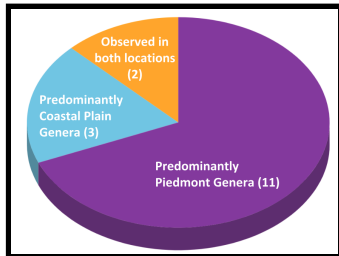 Observed in
both locations
(2)
Predominantly
Coastal Plain
Genera (3)
Predominantly
Piedmont Genera (11)